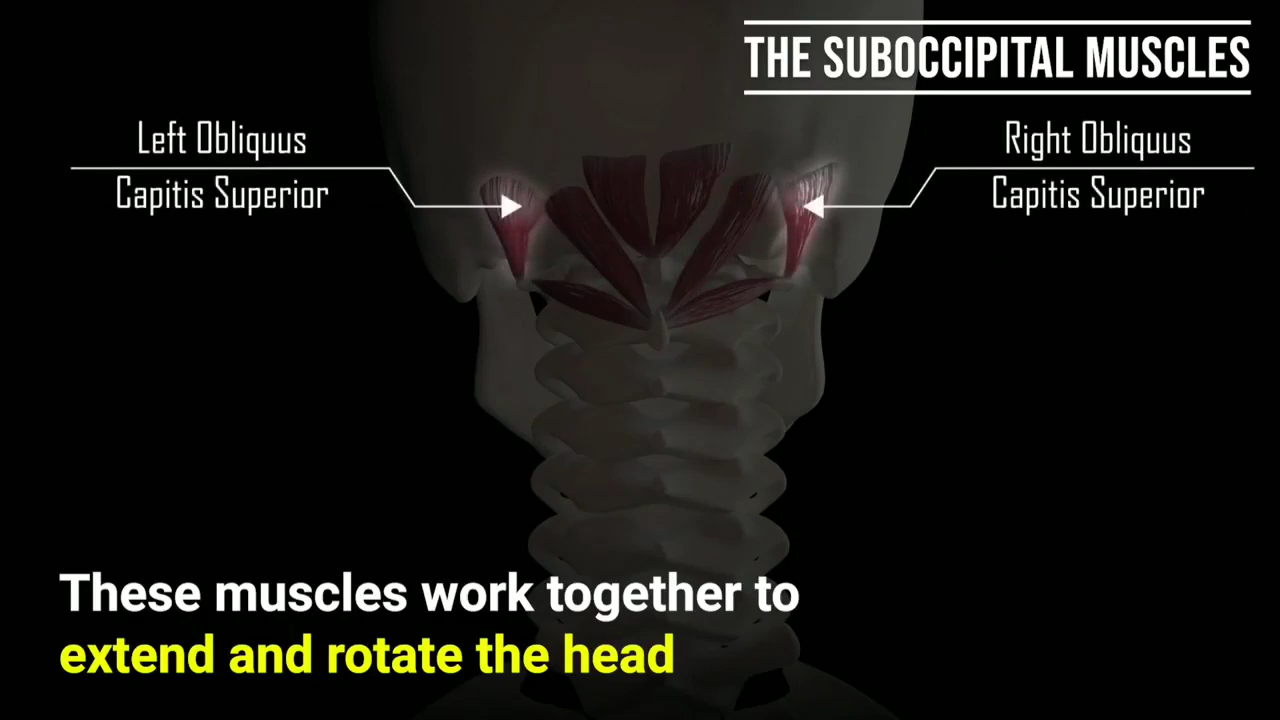 THE SUBOCCIPITAL MUSCLES
Left Obliquus
Capitis Superior
Right Obliquus
Capitis Superior
These muscles work together to
extend and rotate the head